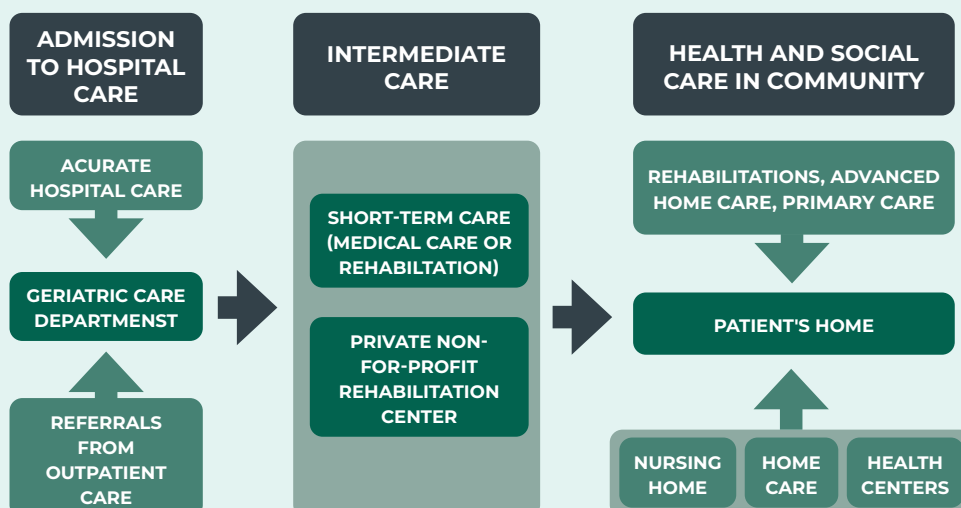 ADMISSION
TO HOSPITAL
CARE
INTERMEDIATE
CARE
HEALTH AND SOCIAL
CARE IN COMMUNITY
ACURATE
HOSPITAL CARE
GERIATRIC CARE
DEPARTMENST
REFERRALS
FROM
OUTPATIENT
CARE
SHORT-TERM CARE
(MEDICAL CARE OR
REHABILTATION)
PRIVATE NON-
FOR-PROFIT
REHABILITATION
CENTER
REHABILITATIONS, ADVANCED
HOME CARE, PRIMARY CARE
PATIENT'S HOME
NURSING
HOME
HOME
CARE
HEALTH
CENTERS